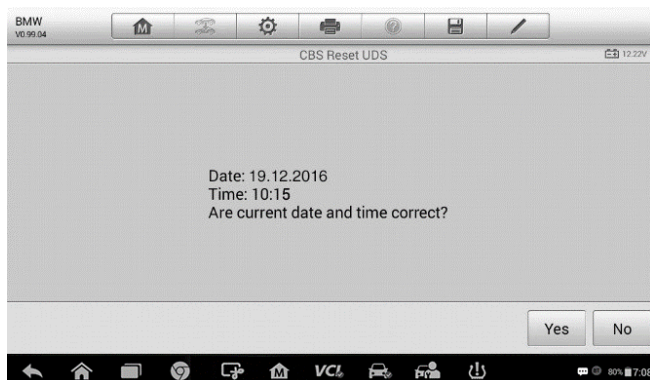 BMW
V0.99.04
M
CBS Reset UDS
12.22V
Date: 19.12.2016
Time: 10:15
Are current date and time correct?
Yes
No
M
VCI
80%
7:08